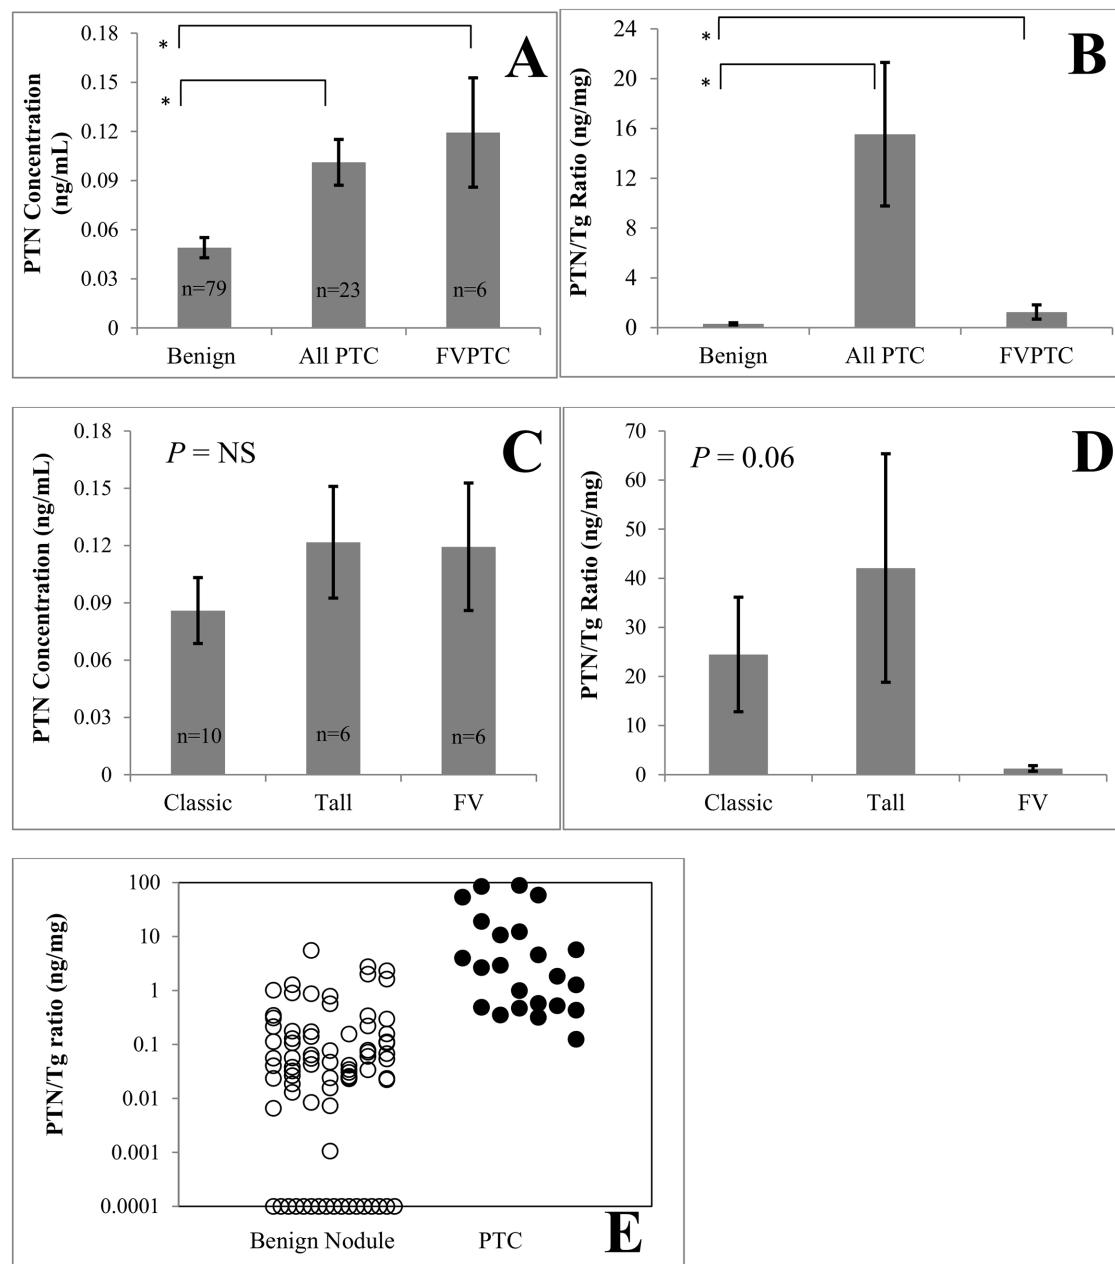 A
PTN Concentration
(ng/mL)
0.18
0.15
0.12
0.09
0.06
0.03
0
*
*
n=79
n=23
n=6
Benign
All PTC
FVPTC
B
PTN/Tg Ratio (ng/mg)
24
20
16
12
8
4
0
*
*
Benign
All PTC
FVPTC
C
P = NS
PTN Concentration (ng/mL)
0.18
0.15
0.12
0.09
0.06
0.03
0
n=10
n=6
n=6
Classic
Tall
FV
D
P = 0.06
PTN/Tg Ratio (ng/mg)
70
60
50
40
30
20
10
0
Classic
Tall
FV
PTN/Tg ratio (ng/mg)
100
10
1
0.1
0.01
0.001
0.0001
Benign Nodule
PTC
E